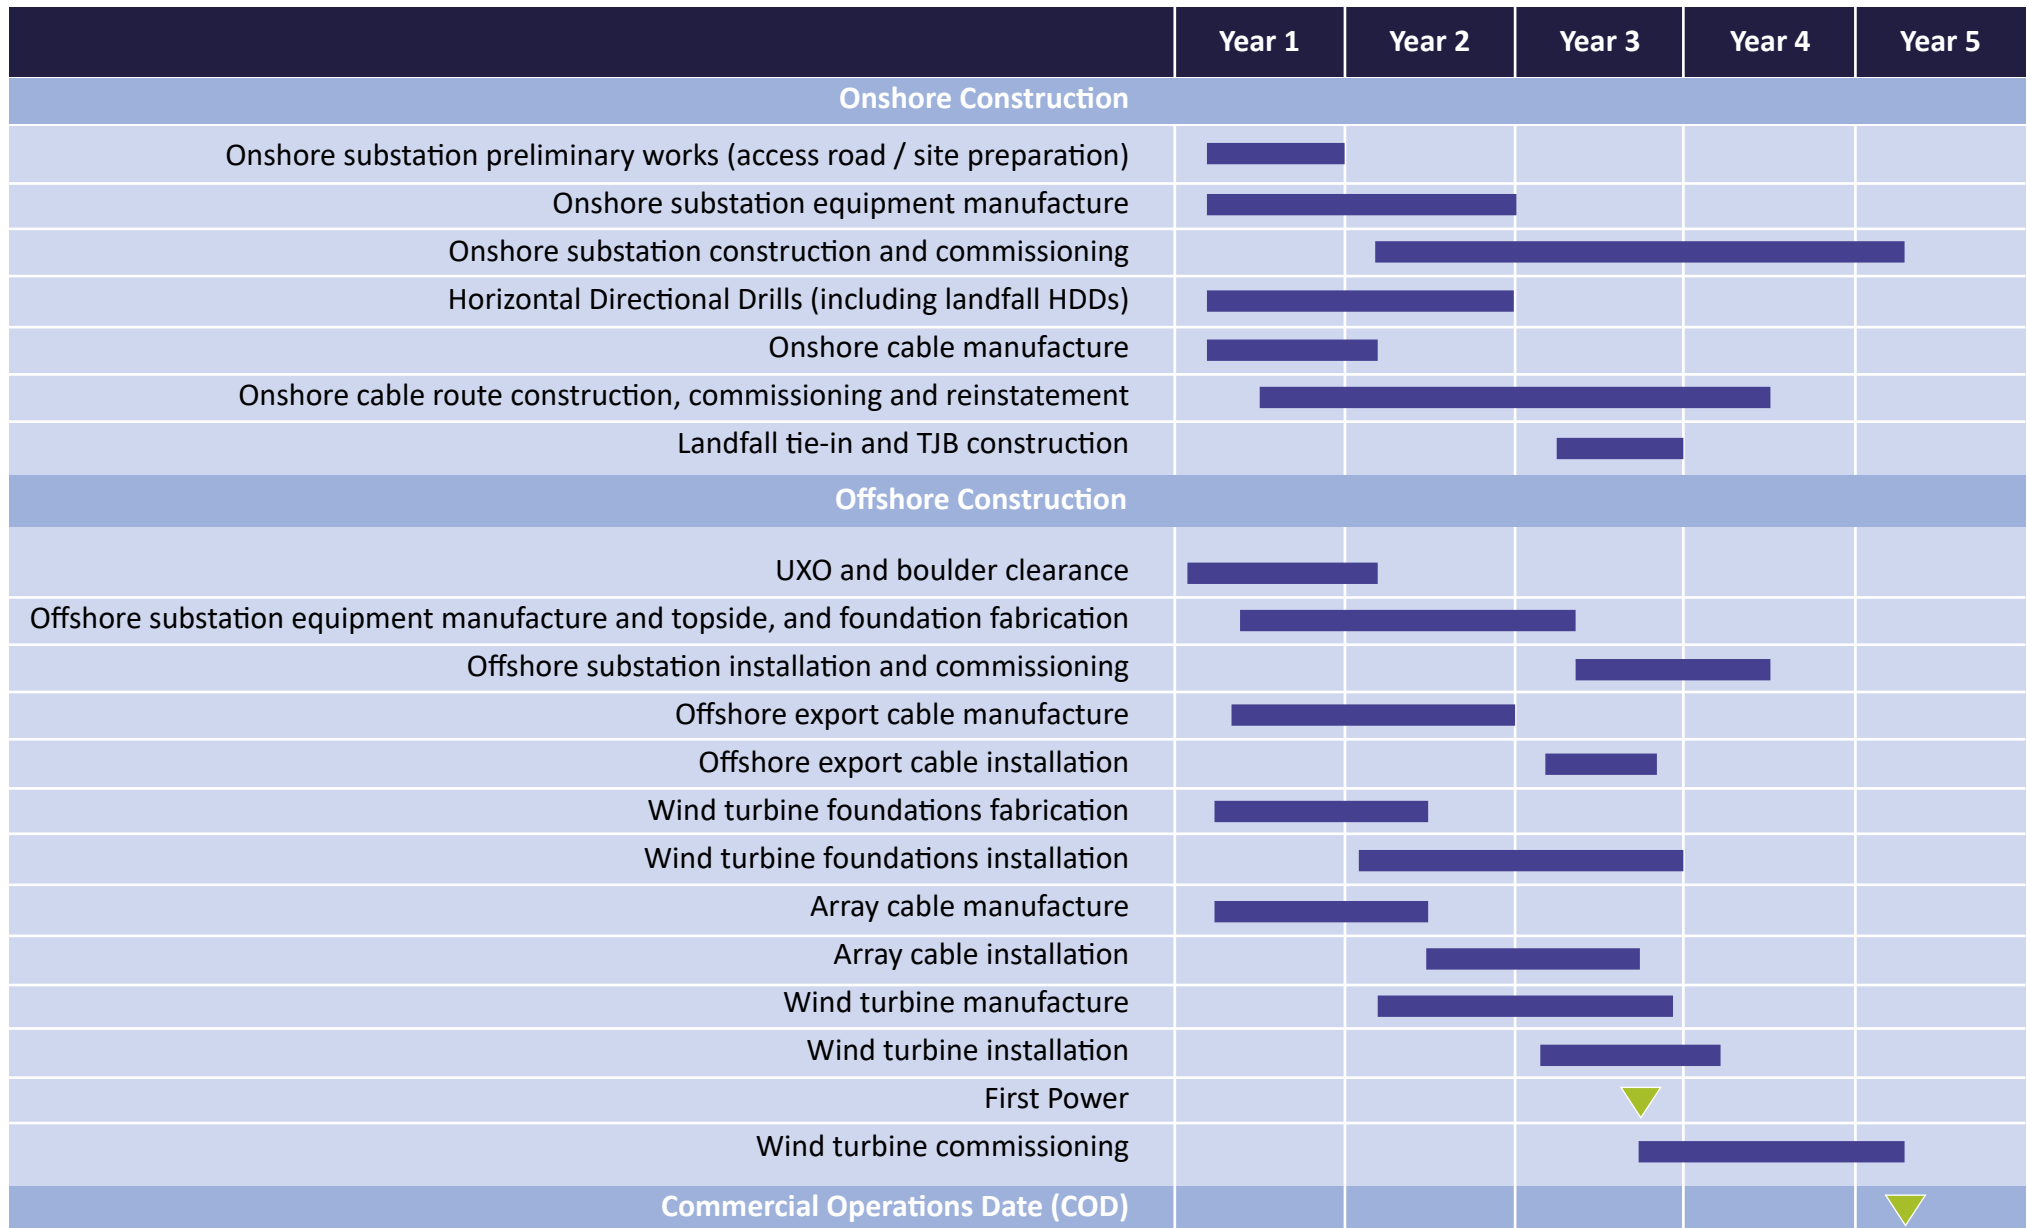 Year 1 Year 2 Year 3 Year 4 Year 5
Onshore Construction
Onshore substation preliminary works (access road / site preparation)
Onshore substation equipment manufacture
Onshore substation construction and commissioning
Horizontal Directional Drills (including landfall HDDs)
Onshore cable manufacture
Onshore cable route construction, commissioning and reinstatement
Landfall tie-in and TJB construction
Offshore Construction
UXO and boulder clearance
Offshore substation equipment manufacture and topside, and foundation fabrication
Offshore substation installation and commissioning
Offshore export cable manufacture
Offshore export cable installation
Wind turbine foundations fabrication
Wind turbine foundations installation
Array cable manufacture
Array cable installation
Wind turbine manufacture
Wind turbine installation
First Power
Wind turbine commissioning
Commercial Operations Date (COD)